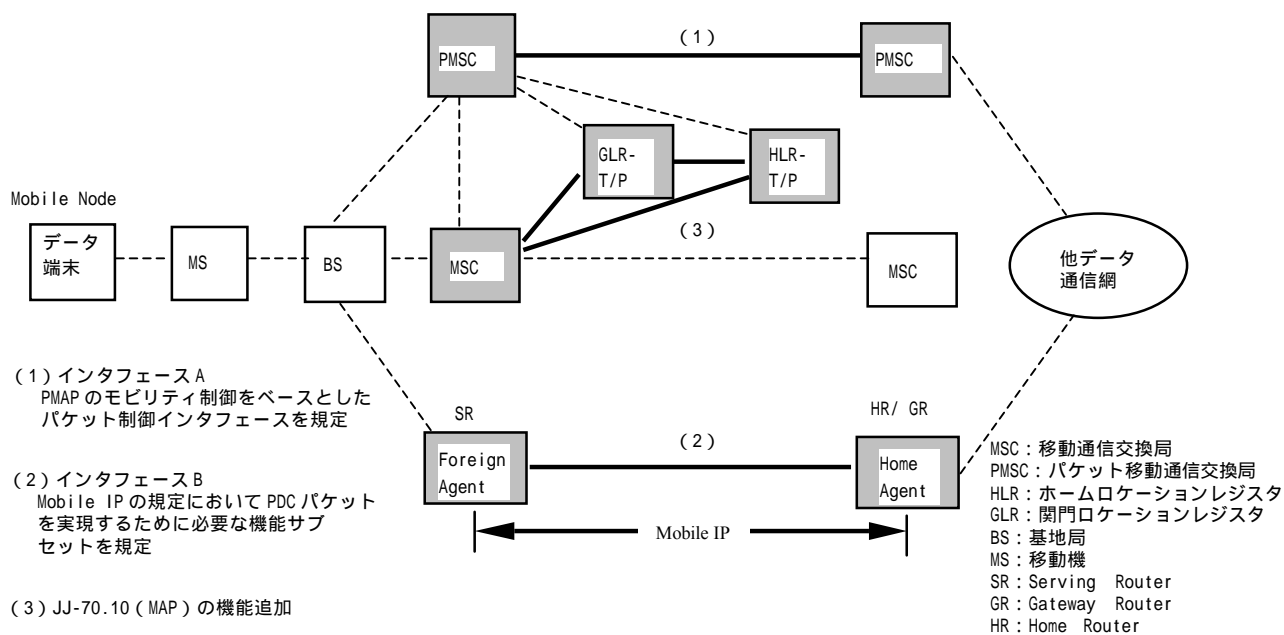 (1)
PMSC
PMSC
GLR-
T/P
HLR-
T/P
Mobile Node
データ
端末
MS
BS
MSC
(3)
MSC
他データ
通信網
(1)インタフェースA
PMAPのモビリティ制御をベースとした
パケット制御インタフェースを規定
SR
HR/ GR
(2)
Foreign
Agent
Home
Agent
(2)インタフェースB
Mobile IPの規定においてPDCパケット
を実現するために必要な機能サブ
セットを規定
Mobile IP
(3)JJ-70.10(MAP)の機能追加
MSC:移動通信交換局
PMSC:パケット移動通信交換局
HLR:ホームロケーションレジスタ
GLR:関門ロケーションレジスタ
BS:基地局
MS:移動機
SR:Serving Router
GR:Gateway Router
HR:Home Router